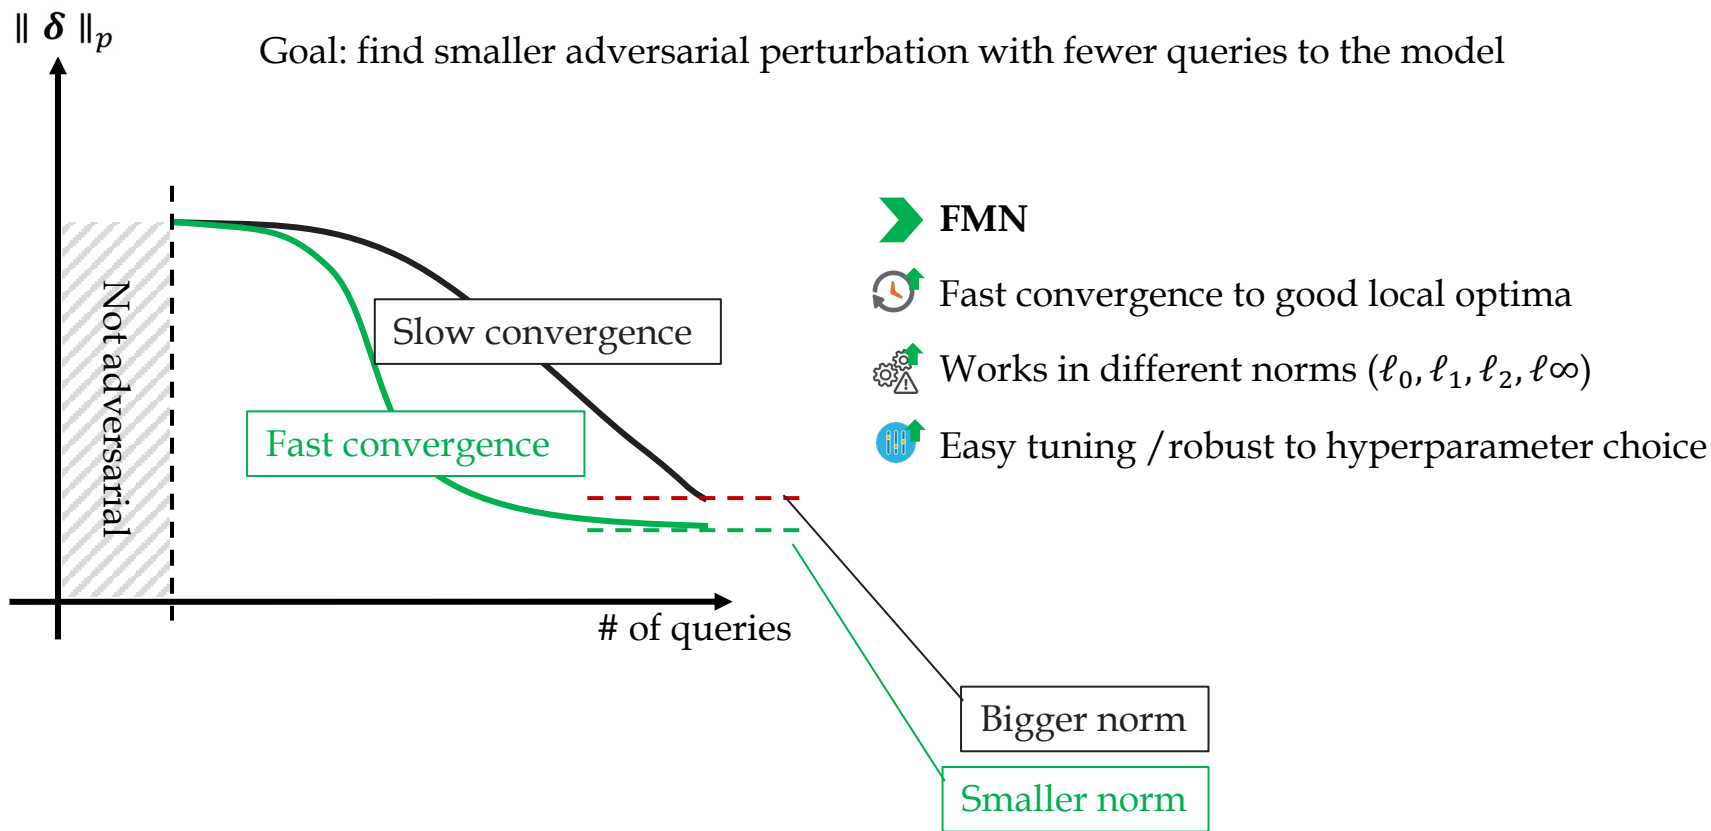 ‖ δ ‖p
Goal: find smaller adversarial perturbation with fewer queries to the model
Not adversarial
Slow convergence
Fast convergence
# of queries
FMN
Fast convergence to good local optima
Works in different norms (ℓ₀, ℓ₁, ℓ₂, ℓ∞)
Easy tuning /robust to hyperparameter choice
Bigger norm
Smaller norm